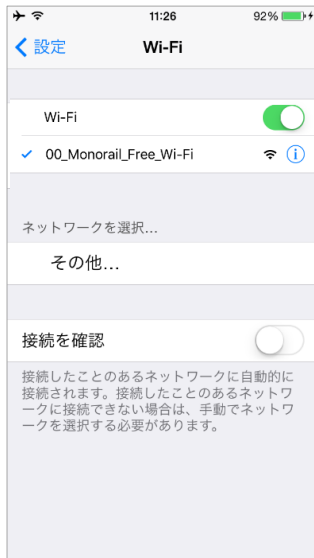 11:26
92%
設定
Wi-Fi
Wi-Fi
00_Monorail_Free_Wi-Fi
ネットワークを選択...
その他...
接続を確認
接続したことのあるネットワークに自動的に
接続されます。接続したことのあるネットワ
ークに接続できない場合は、手動でネットワ
ークを選択する必要があります。